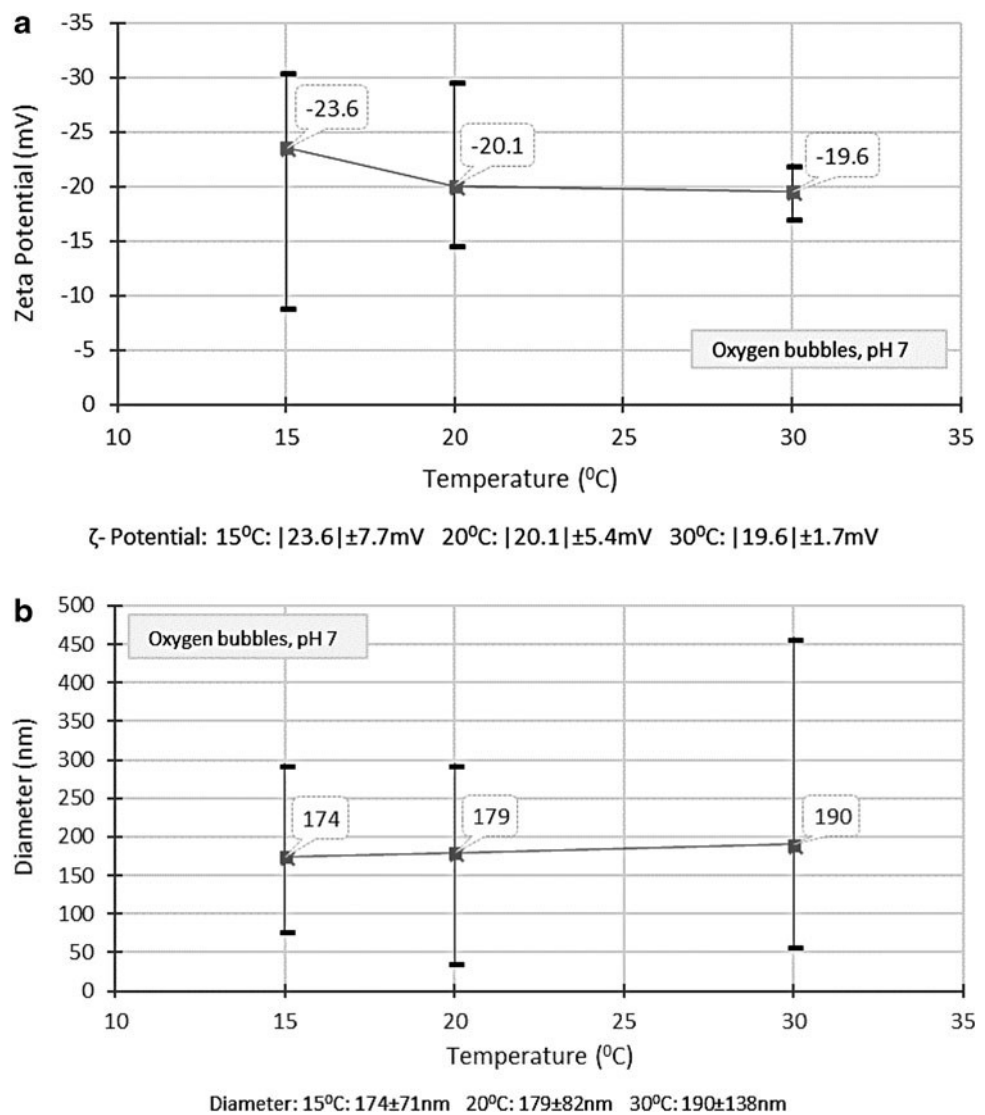 a
-35
-30
-25
-20
-15
-10
-5
0
Zeta Potential (mV)
-23.6
-20.1
-19.6
Oxygen bubbles, pH 7
10 15 20 25 30 35
Temperature (⁰C)
ζ- Potential: 15⁰C: |23.6|±7.7mV 20⁰C: |20.1|±5.4mV 30⁰C: |19.6|±1.7mV
b
500
450
400
350
300
250
200
150
100
50
0
Diameter (nm)
Oxygen bubbles, pH 7
174
179
190
10 15 20 25 30 35
Temperature (⁰C)
Diameter: 15⁰C: 174±71nm 20⁰C: 179±82nm 30⁰C: 190±138nm